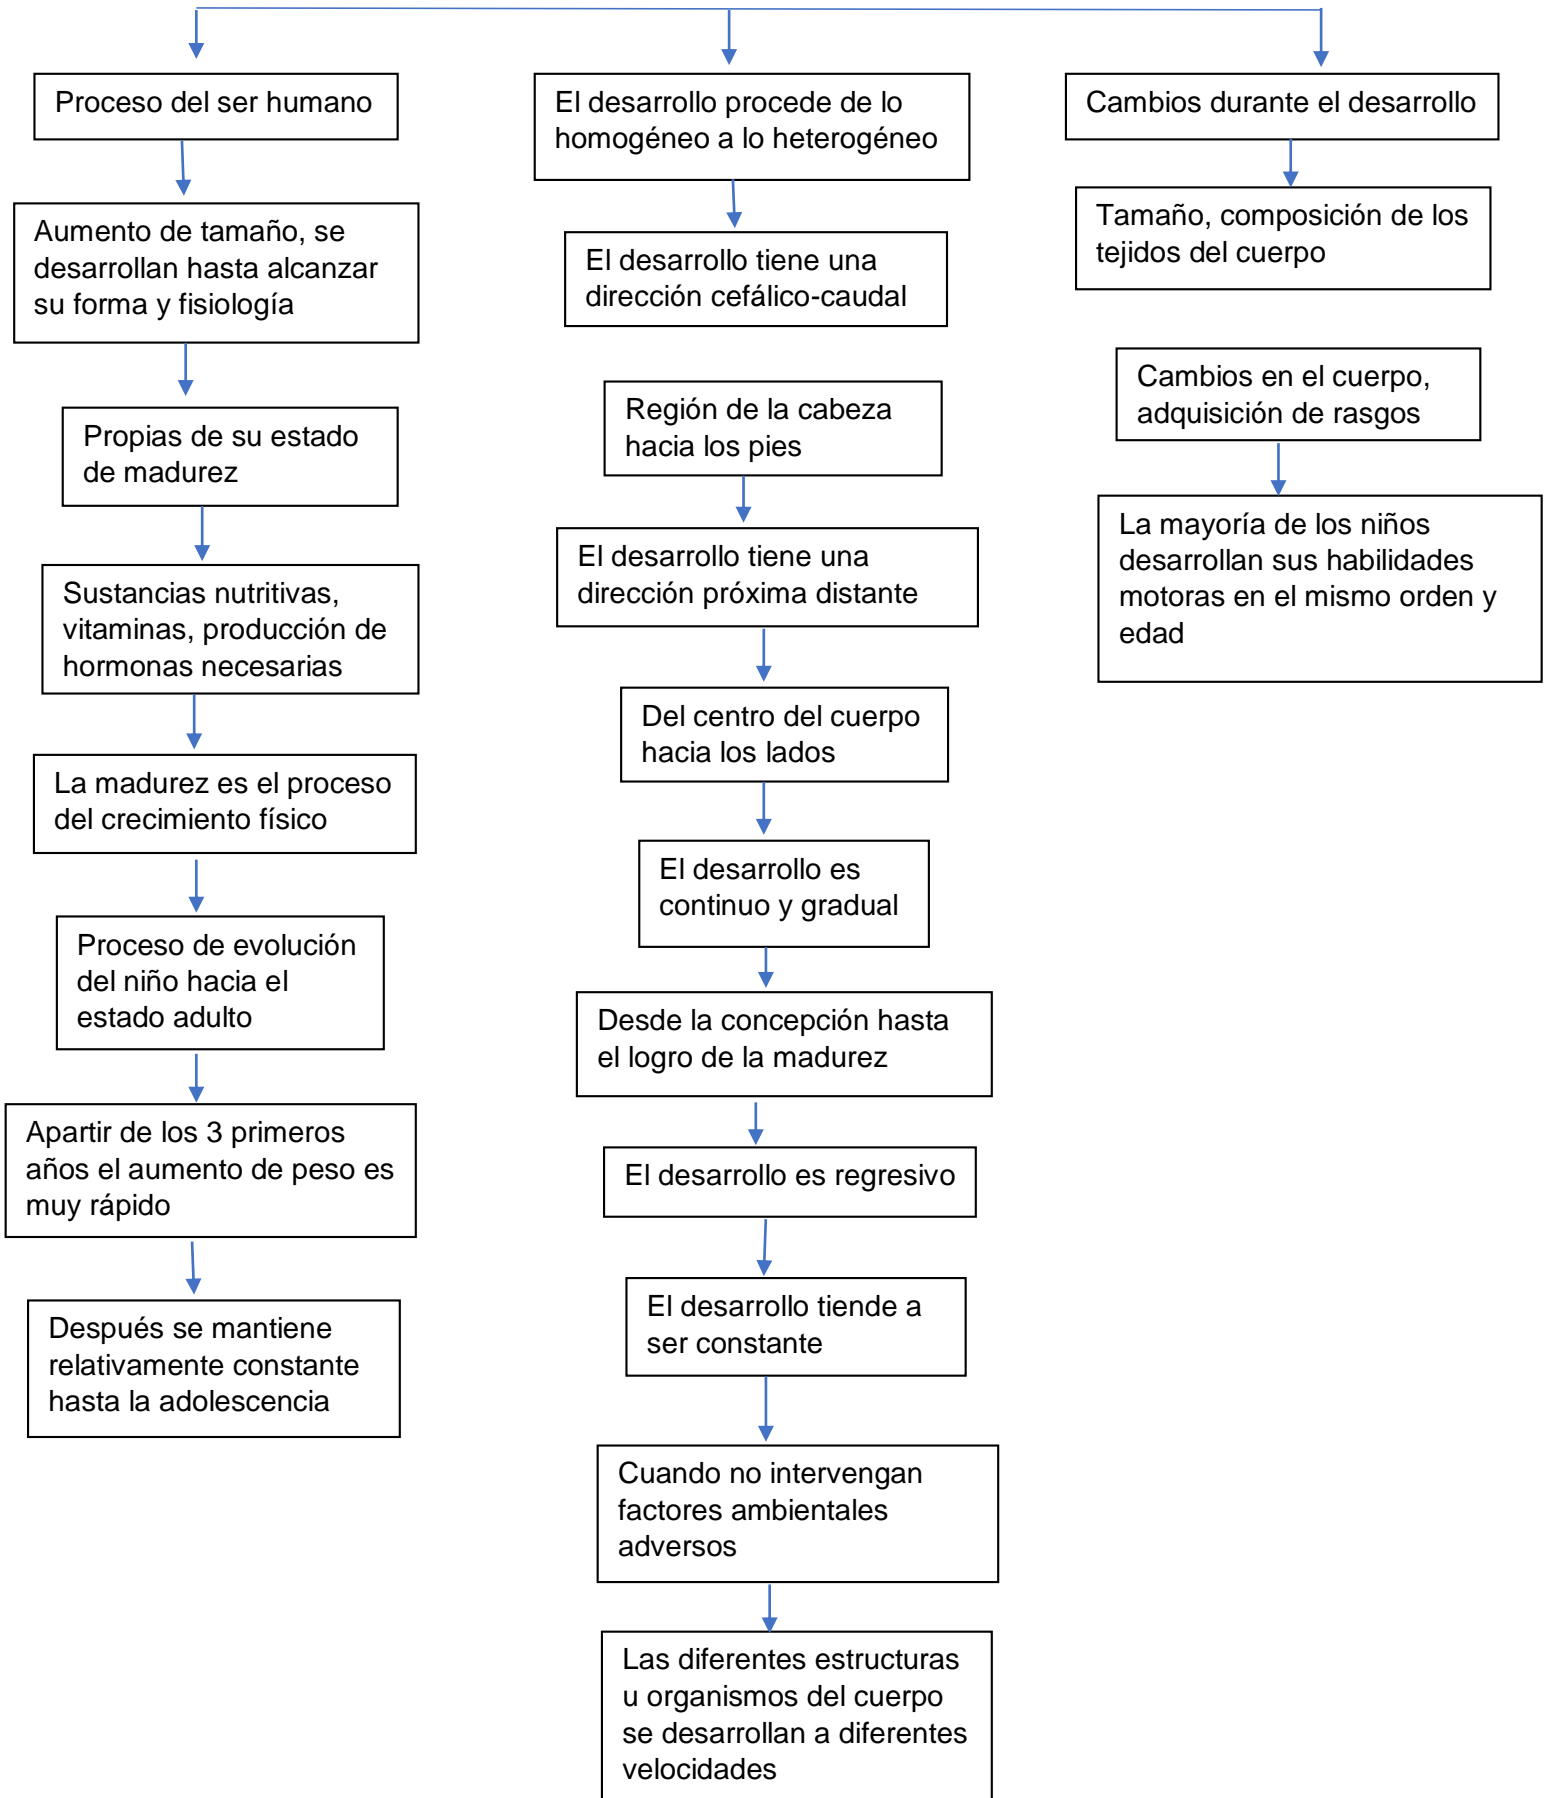 Proceso del ser humano
Aumento de tamaño, se
desarrollan hasta alcanzar
su forma y fisiología
Propias de su estado
de madurez
Sustancias nutritivas,
vitaminas, producción de
hormonas necesarias
La madurez es el proceso
del crecimiento físico
Proceso de evolución
del niño hacia el
estado adulto
Apartir de los 3 primeros
años el aumento de peso es
muy rápido
Después se mantiene
relativamente constante
hasta la adolescencia
El desarrollo procede de lo
homogéneo a lo heterogéneo
El desarrollo tiene una
dirección cefálico-caudal
Región de la cabeza
hacia los pies
El desarrollo tiene una
dirección próxima distante
Del centro del cuerpo
hacia los lados
El desarrollo es
continuo y gradual
Desde la concepción hasta
el logro de la madurez
El desarrollo es regresivo
El desarrollo tiende a
ser constante
Cuando no intervengan
factores ambientales
adversos
Las diferentes estructuras
u organismos del cuerpo
se desarrollan a diferentes
velocidades
Cambios durante el desarrollo
Tamaño, composición de los
tejidos del cuerpo
Cambios en el cuerpo,
adquisición de rasgos
La mayoría de los niños
desarrollan sus habilidades
motoras en el mismo orden y
edad